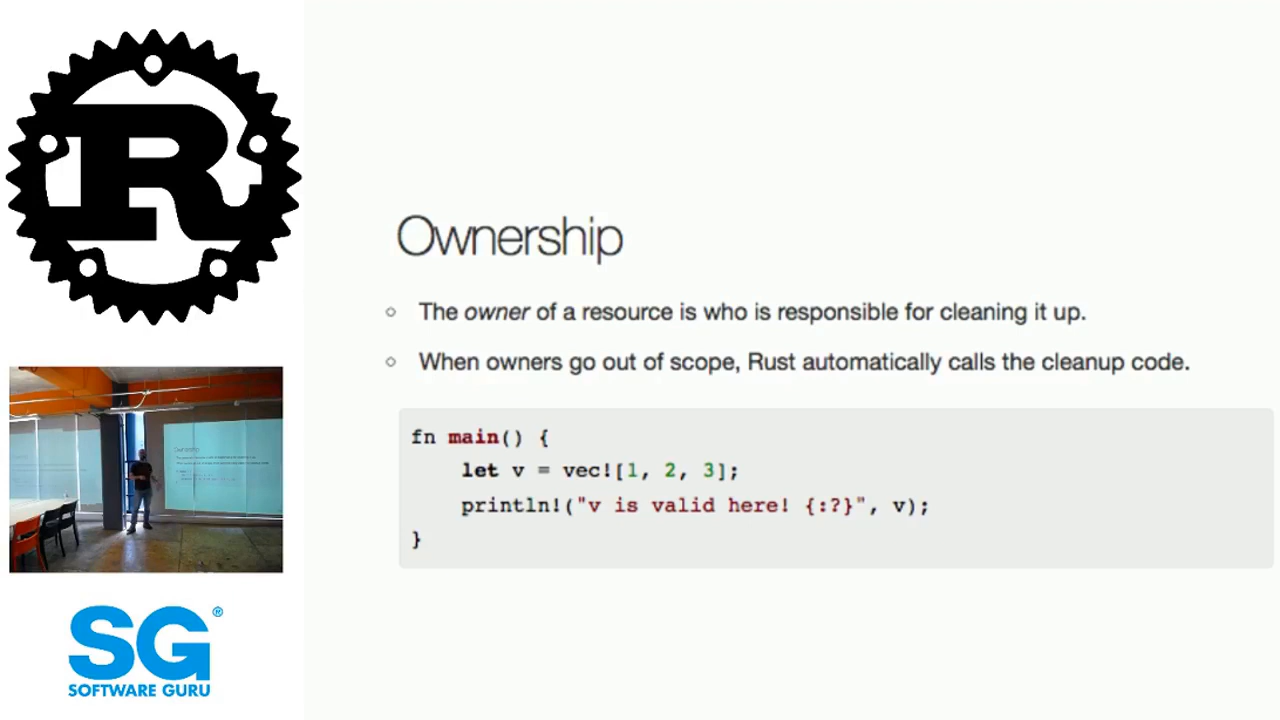 R
Ownership
The owner of a resource is who is responsible for cleaning it up.
When owners go out of scope, Rust automatically calls the cleanup code.
fn main() {
    let v = vec![1, 2, 3];
    println!("v is valid here! {:?}", v);
}
Ownership
SG®
SOFTWARE GURU